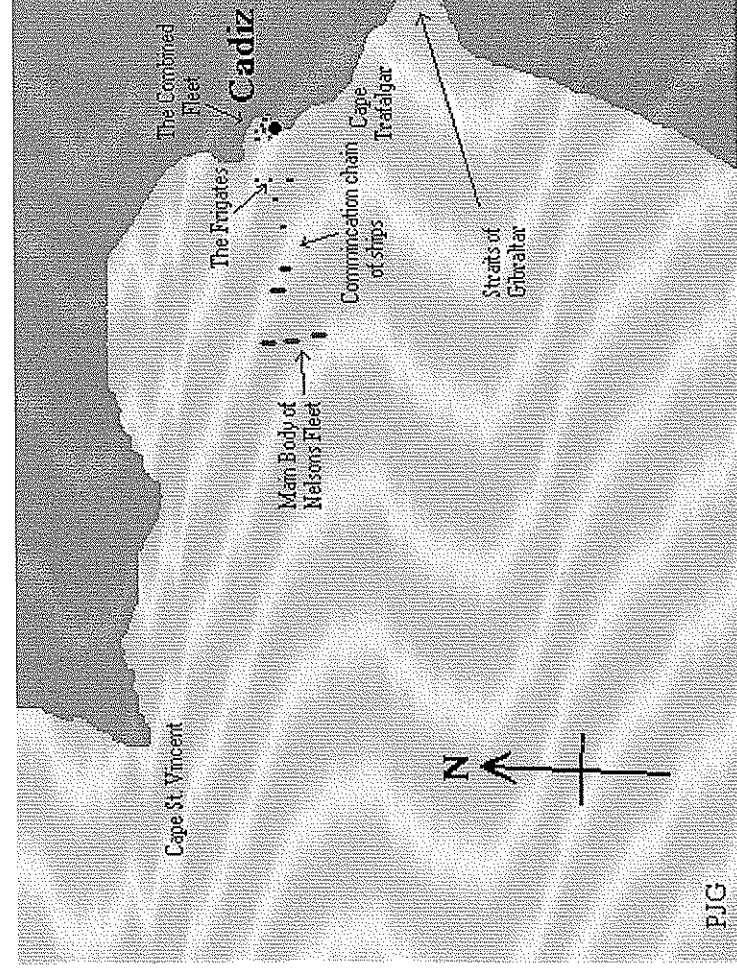 The Combined
Fleet
Cadiz
The Frigates
Cape
Trafalgar
Commnication chain
of ships
Straits of
Gibraltar
Main Body of
Nelsons Fleet
Cape St. Vincent
N
PJG